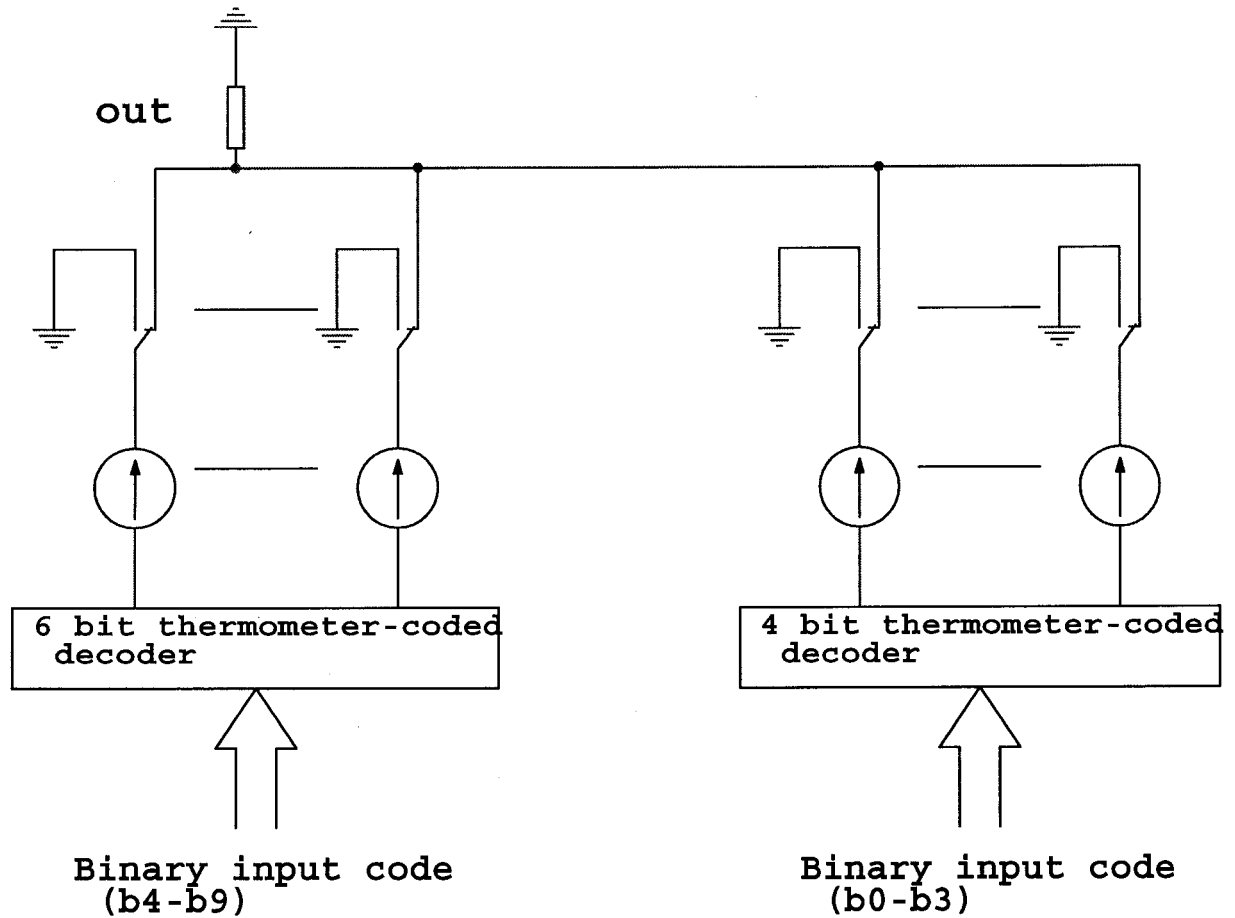 out
6 bit thermometer-coded
decoder
4 bit thermometer-coded
decoder
Binary input code
(b4-b9)
Binary input code
(b0-b3)